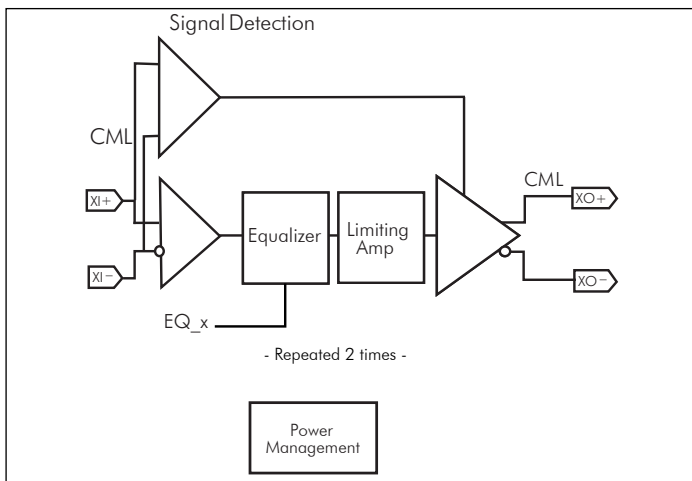 Signal Detection
CML
XI+
XI-
Equalizer
Limiting
Amp
CML
XO+
XO-
EQ_x
- Repeated 2 times -
Power
Management